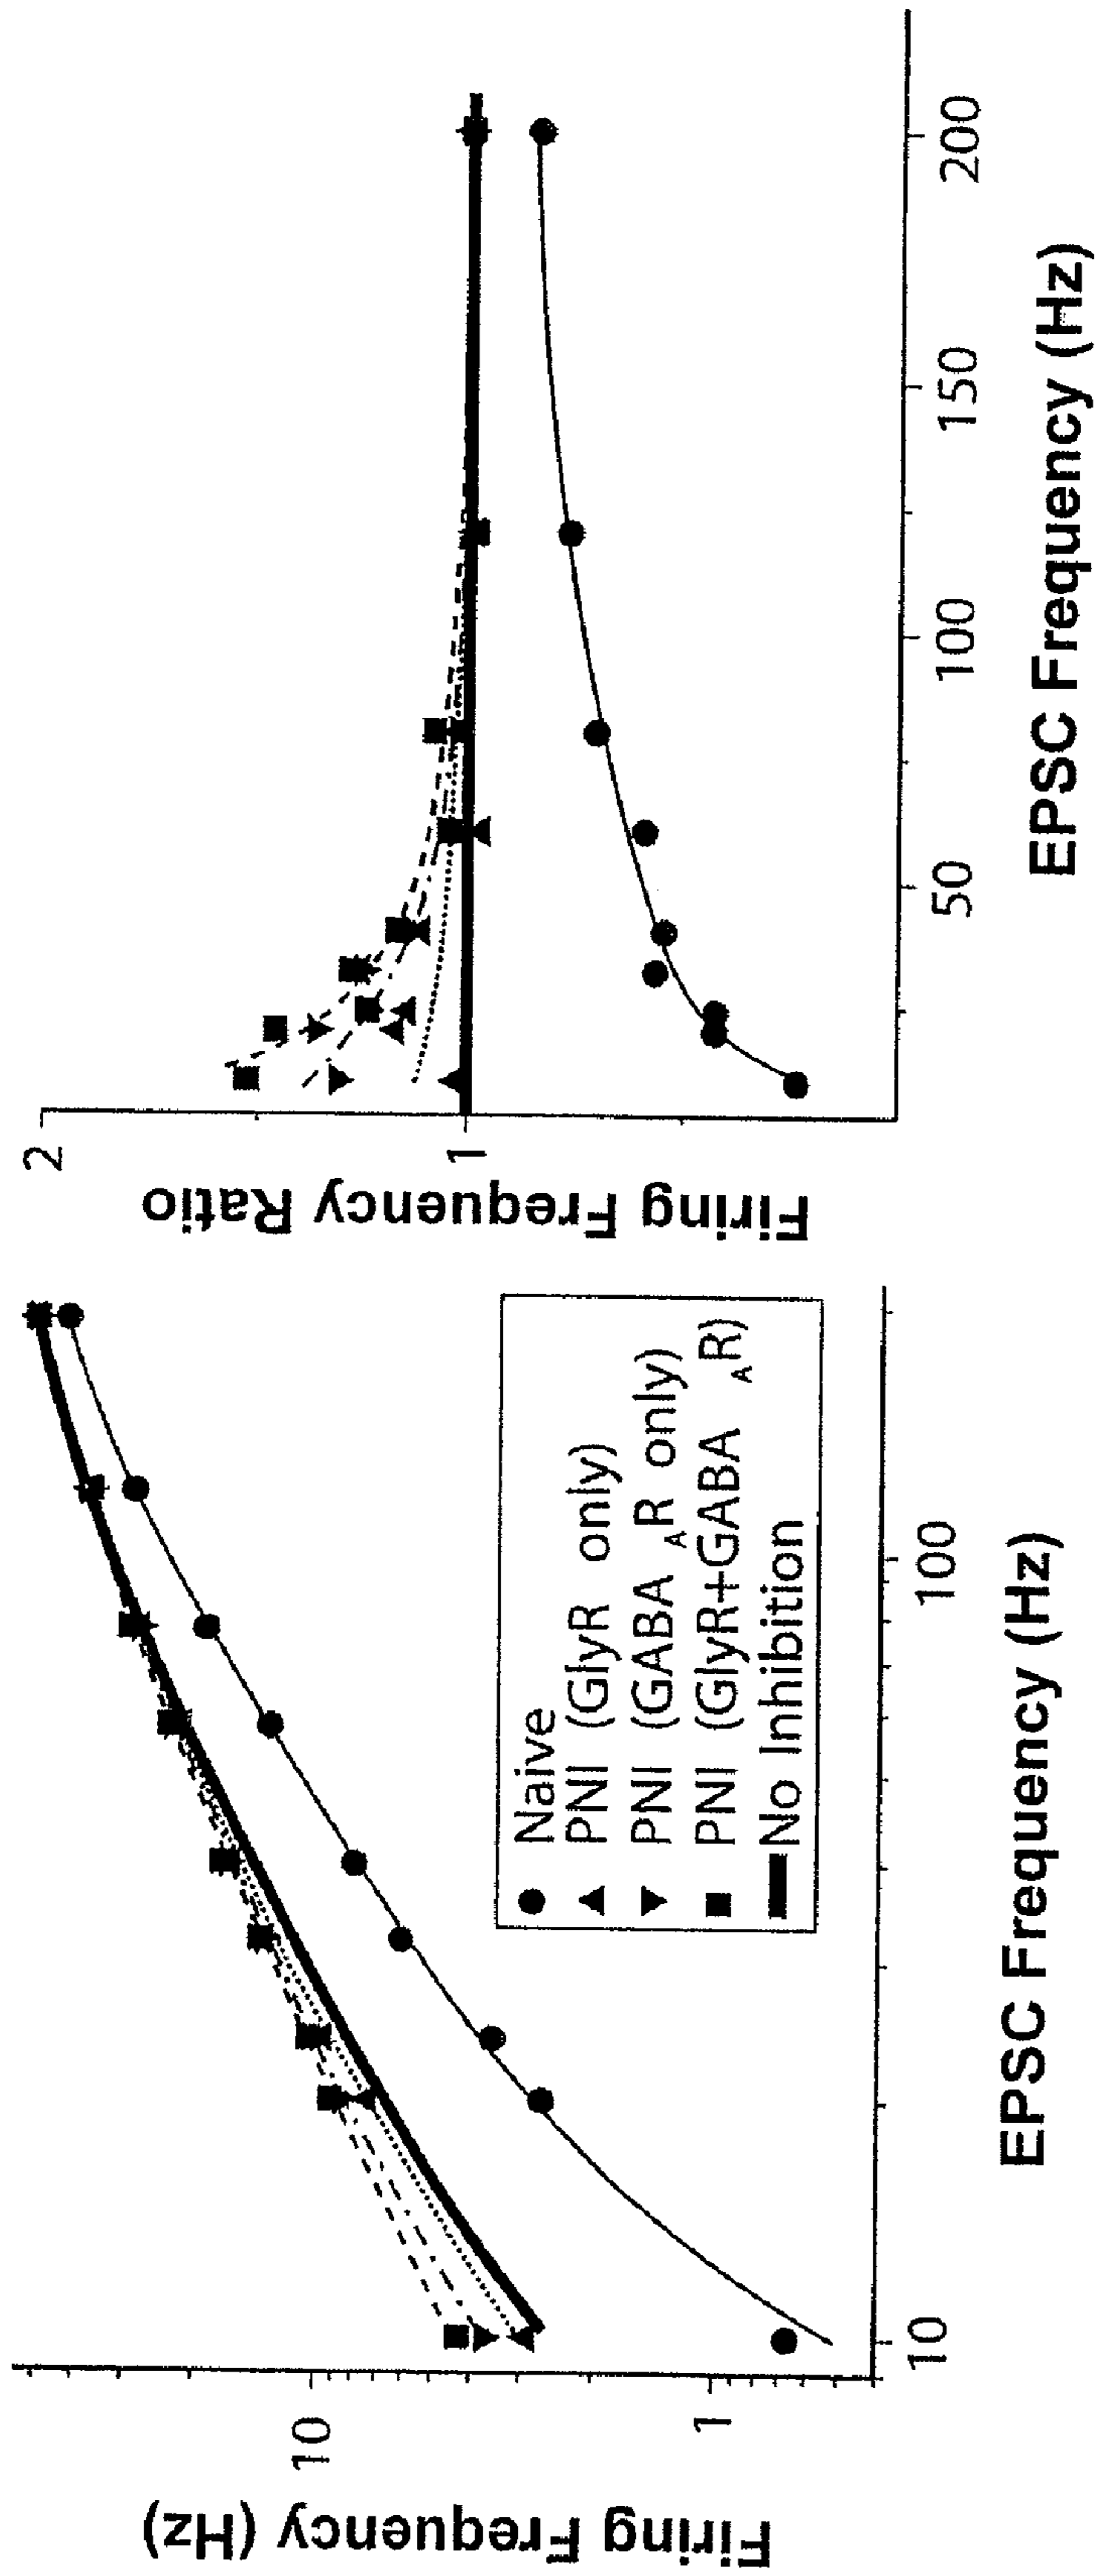 Firing Frequency (Hz)
10
1
10
100
EPSC Frequency (Hz)
Naive
PNI (GlyR only)
PNI (GABA AR only)
PNI (GlyR+GABA AR)
No Inhibition
Firing Frequency Ratio
2
1
50
100
150
200
EPSC Frequency (Hz)